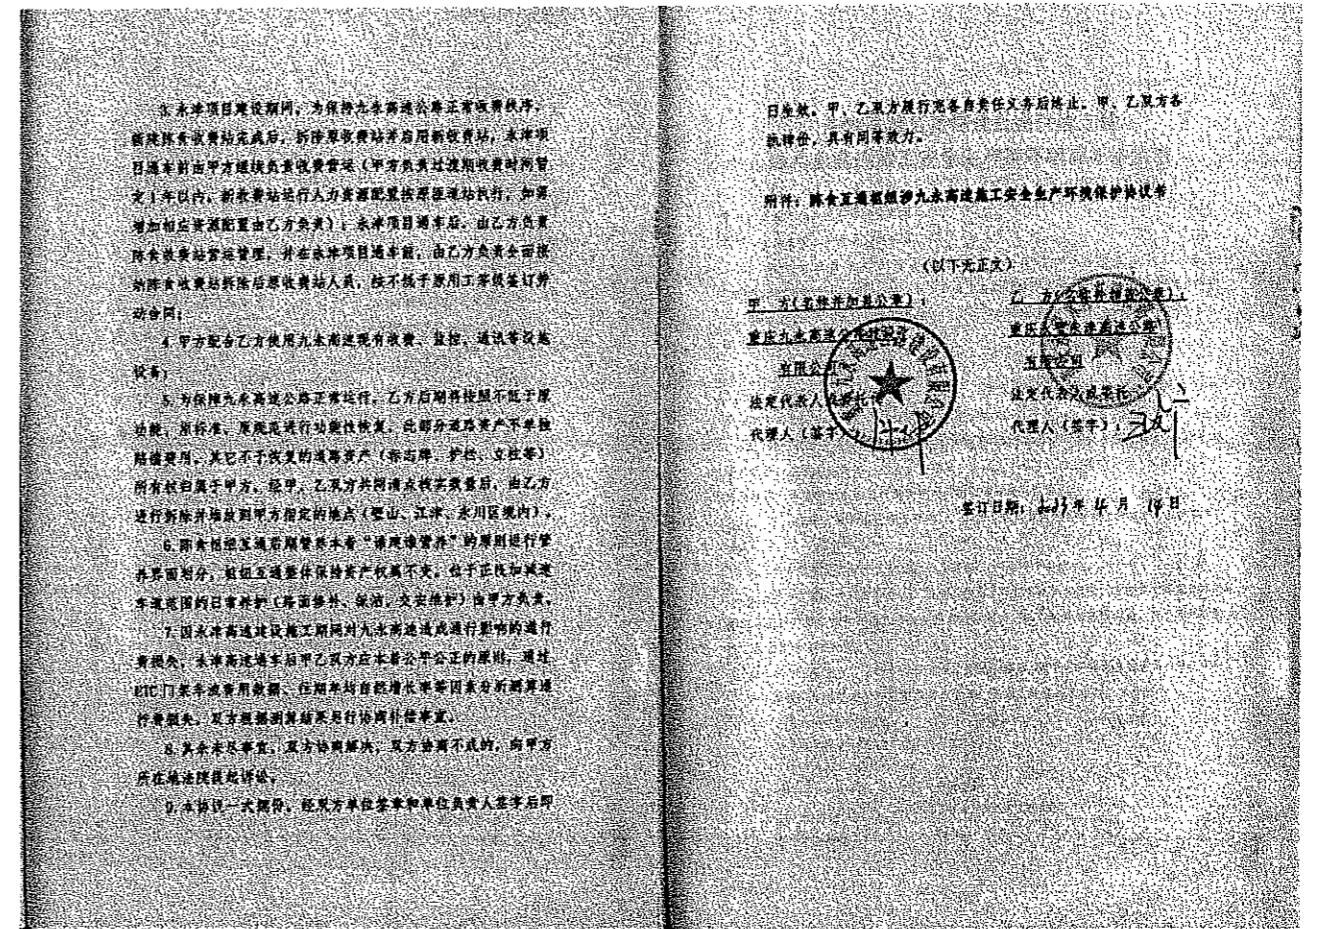 3. 永津项目建设期间，为保持九永高速公路正常收费秩序，
新建陈食收费站完成后，拆除原收费站并启用新收费站，永津项
目通车前由甲方继续负责收费营运（甲方负责过渡期收费时间暂
定1年以内，新收费站运行人力资源配置按原匝道站执行，如需
增加相应资源配置由乙方负责）；永津项目通车后，由乙方负责
陈食收费站营运管理，并在永津项目通车前，由乙方负责全面接
纳陈食收费站拆除后原收费站人员，按不低于原用工等级签订劳
动合同；
4. 甲方配合乙方使用九永高速现有收费、监控、通讯等设施
设备；
5. 为保障九永高速公路正常运行，乙方后期将按照不低于原
功能、原标准、原规范进行功能性恢复，此部分道路资产不单独
赔偿费用。其它不予恢复的道路资产（标志牌、护栏、立柱等）
所有权归属于甲方，经甲、乙双方共同清点核实数量后，由乙方
进行拆除并堆放到甲方指定的地点（璧山、江津、永川区境内）。
6. 陈食枢纽互通后期管养本着“谁建谁管养”的原则进行管
养界面划分，枢纽互通整体保持资产权属不变。位于正线加减速
车道范围的日常养护（路面修补、保洁、交安维护）由甲方负责。
7. 因永津高速建设施工期间对九永高速造成通行影响的通行
费损失，永津高速通车后甲乙双方应本着公平公正的原则，通过
ETC门架车流费用数据、往期年均自然增长率等因素分析测算通
行费损失，双方根据测算结果另行协商补偿事宜。
8. 其余未尽事宜，双方协商解决；双方协商不成的，向甲方
所在地法院提起诉讼。
9. 本协议一式捌份，经双方单位签章和单位负责人签字后即
日生效，甲、乙双方履行完各自责任义务后终止。甲、乙双方各
执肆份，具有同等效力。
附件：陈食互通枢纽涉九永高速施工安全生产环境保护协议书
（以下无正文）
甲 方（名称并加盖公章）：
重庆九永高速公路建设
有限公司
法定代表人或委托
代理人（签字）：
乙 方（名称并加盖公章）：
重庆永璧永津高速公路
有限公司
法定代表人或委托
代理人（签字）：
签订日期：2023年4月14日